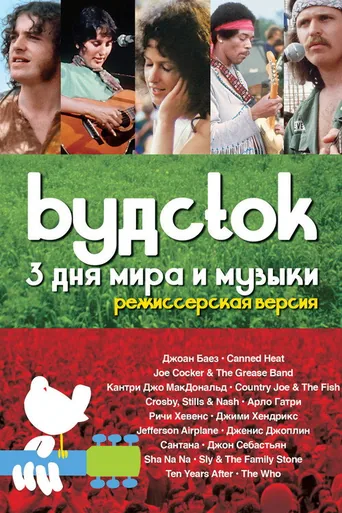 вудсtok
3 дня мира и музыки
режиссерская версия
Джоан Баез • Canned Heat
Joe Cocker & The Grease Band
Кантри Джо МакДональд • Country Joe & The Fish
Crosby, Stills & Nash • Арло Гатри
Ричи Хевенс • Джими Хендрикс
Jefferson Airplane • Дженис Джоплин
Сантана • Джон Себастьян
Sha Na Na • Sly & The Family Stone
Ten Years After • The Who